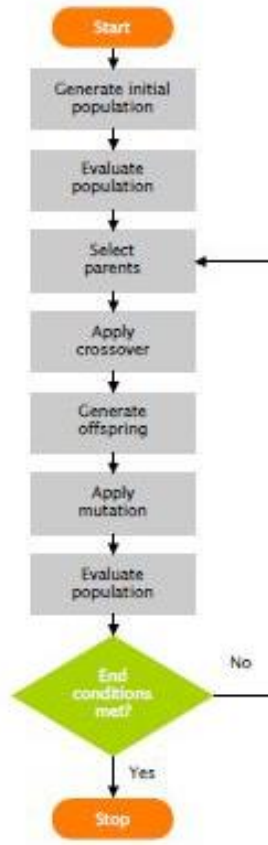 Start
Generate initial
population
Evaluate
population
Select
parents
Apply
crossover
Generate
offspring
Apply
mutation
Evaluate
population
End
conditions
met?
No
Yes
Stop